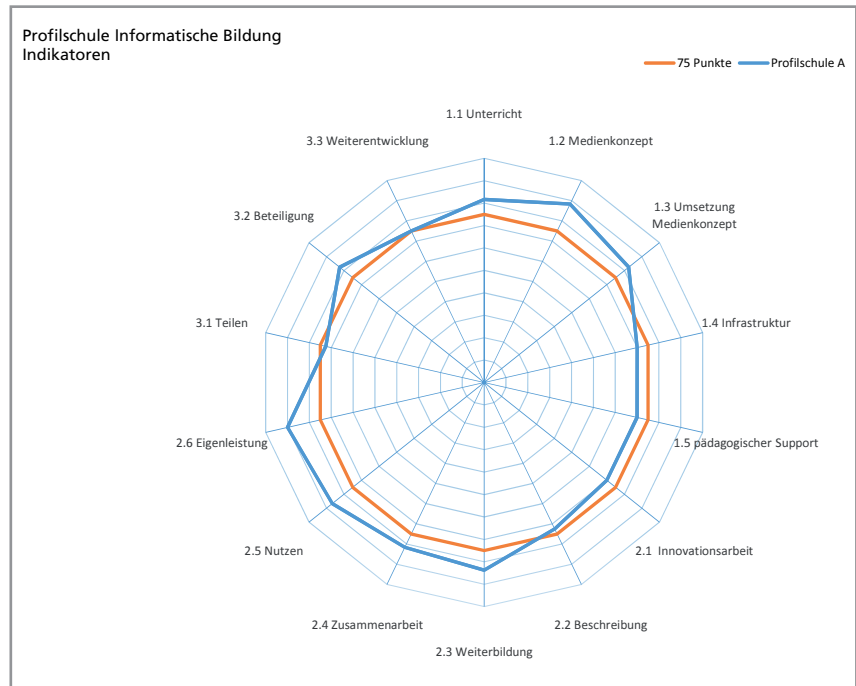 Profilschule Informatische Bildung
Indikatoren
75 Punkte
Profilschule A
1.1 Unterricht
1.2 Medienkonzept
1.3 Umsetzung
Medienkonzept
1.4 Infrastruktur
1.5 pädagogischer Support
2.1 Innovationsarbeit
2.2 Beschreibung
2.3 Weiterbildung
2.4 Zusammenarbeit
2.5 Nutzen
2.6 Eigenleistung
3.1 Teilen
3.2 Beteiligung
3.3 Weiterentwicklung